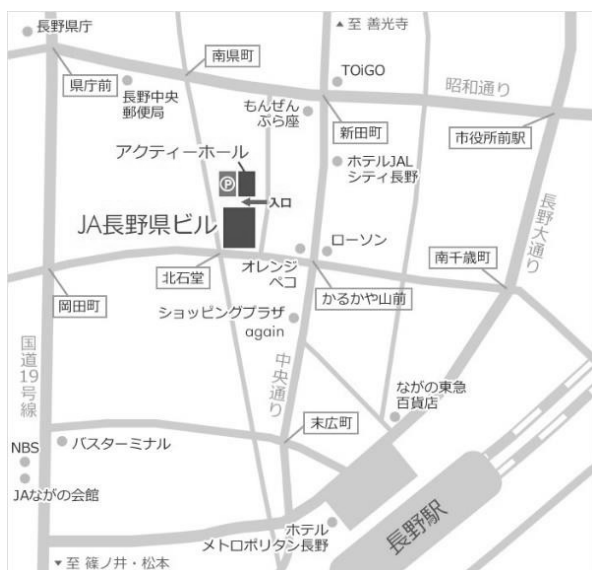 ▲至 善光寺
長野県庁
南県町
TOiGO
昭和通り
県庁前
長野中央
郵便局
もんぜん
ぷら座
新田町
市役所前駅
アクティーホール
P
ホテルJAL
シティ長野
入口
長野大通り
JA長野県ビル
ローソン
北石堂
オレンジ
ペコ
南千歳町
かるかや山前
岡田町
ショッピングプラザ
again
国道19号線
中央通り
ながの東急
百貨店
末広町
バスターミナル
NBS
JAながの会館
長野駅
ホテル
メトロポリタン長野
▼至 篠ノ井・松本